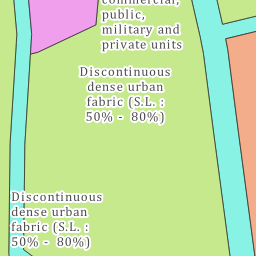 commercial,
public,
military and
private units
Discontinuous
dense urban
fabric (S.L. :
50% - 80%)
Discontinuous
dense urban
fabric (S.L. :
50% - 80%)